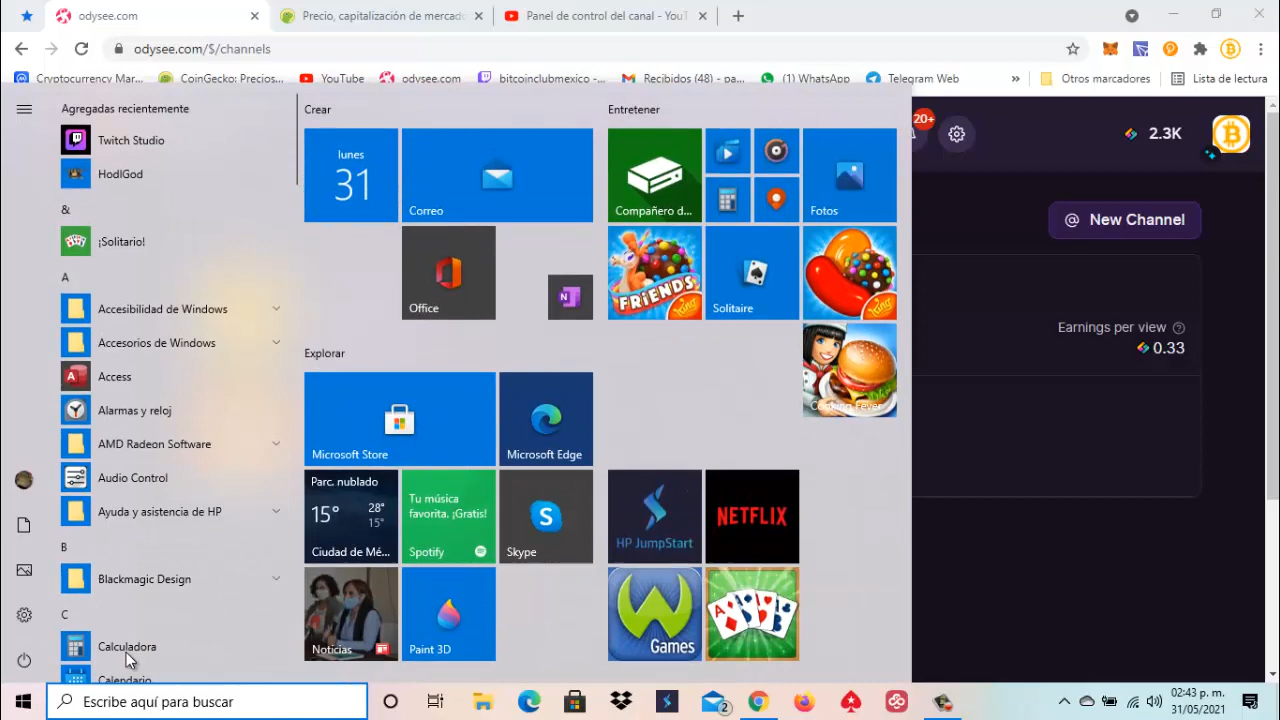 odysee.com
Precio, capitalización de mercad
Panel de control del canal - YouT
odysee.com/$/channels
Cryptocurrency Mar...
CoinGecko: Precios...
YouTube
odysee.com
bitcoinclubmexico -...
Recibidos (48) - pa...
(1) WhatsApp
Telegram Web
»
Otros marcadores
Lista de lectura
Agregadas recientemente
Twitch Studio
HodlGod
&
¡Solitario!
A
Accesibilidad de Windows
Accesorios de Windows
Access
Alarmas y reloj
AMD Radeon Software
Audio Control
Ayuda y asistencia de HP
B
Blackmagic Design
C
Calculadora
Calendario
Crear
lunes
31
Correo
Office
Explorar
Microsoft Store
Microsoft Edge
Parc. nublado
15°
28°
15°
Ciudad de Mé...
Tu música
favorita. ¡Gratis!
Spotify
Skype
Noticias
Paint 3D
Entretener
Compañero d...
Fotos
FRIENDS
King
Solitaire
King
Cooking Fever
HP JumpStart
NETFLIX
Games
20+
2.3K
@ New Channel
Earnings per view
0.33
Escribe aquí para buscar
2
02:43 p. m.
31/05/2021